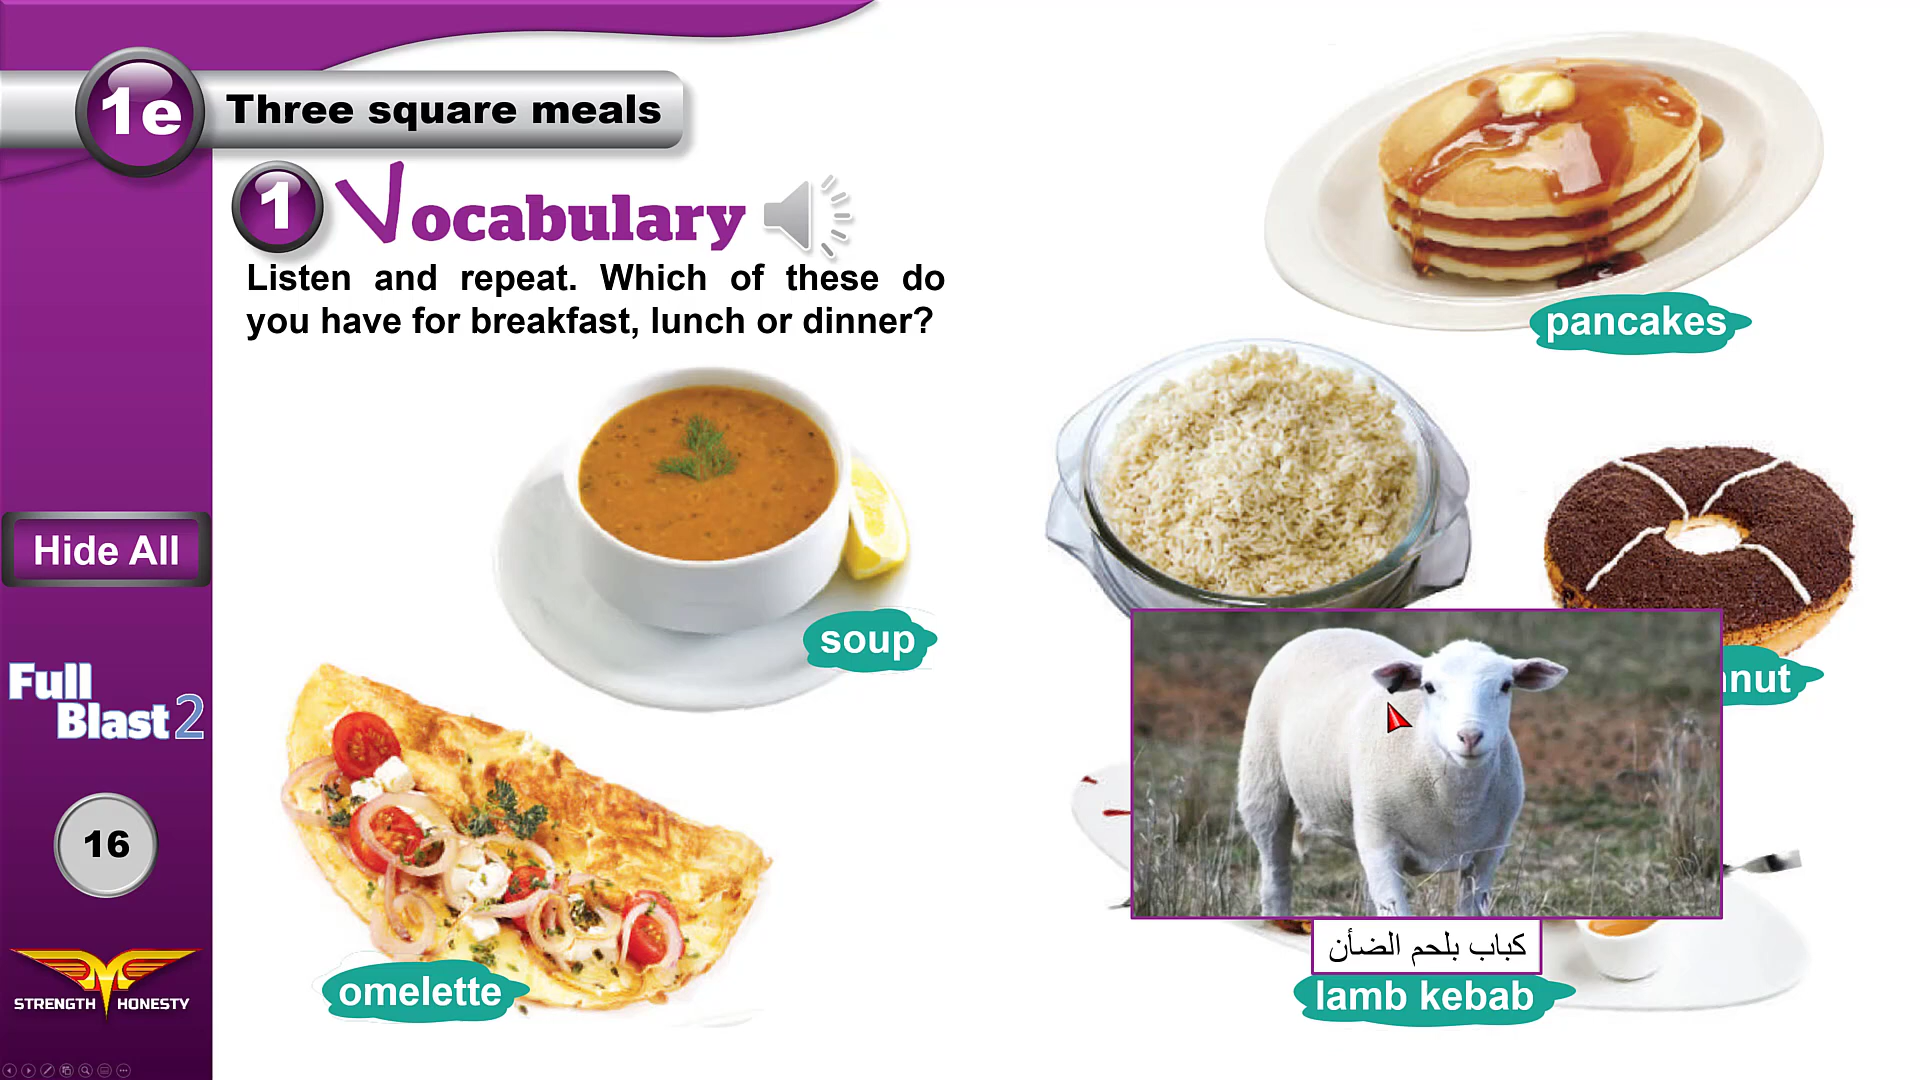 1e
Three square meals
1 Vocabulary
Listen and repeat. Which of these do
you have for breakfast, lunch or dinner?
pancakes
soup
Hide All
Full
Blast 2
omelette
16
كباب بلحم الضأن
lamb kebab
STRENGTH HONESTY